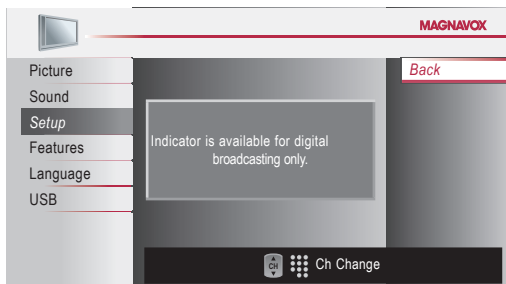 MAGNAVOX
Picture
Back
Sound
Setup
Features
Language
USB
Indicator is available for digital
broadcasting only.
CH
Ch Change